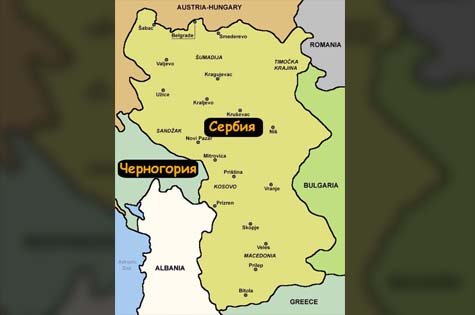 AUSTRIA-HUNGARY
Šabac
Belgrade
Smederevo
ROMANIA
ŠUMADIJA
Valjevo
TIMOČKA
KRAJINA
Kragujevac
Užice
Kraljevo
Kruševac
Сербия
SANDŽAK
Niš
Novi Pazar
Mitrovica
Черногория
Priština
KOSOVO
Vranje
BULGARIA
Prizren
Skopje
Veles
MACEDONIA
Adriatic
Sea
ALBANIA
Prilep
Bitola
GREECE